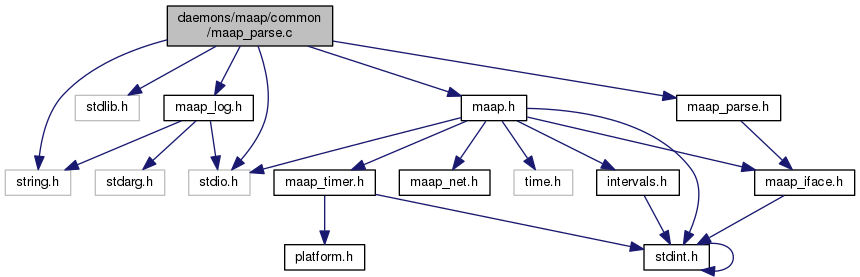 daemons/maap/common
/maap_parse.c
stdlib.h
maap_log.h
maap.h
maap_parse.h
string.h
stdarg.h
stdio.h
maap_timer.h
maap_net.h
time.h
intervals.h
maap_iface.h
platform.h
stdint.h